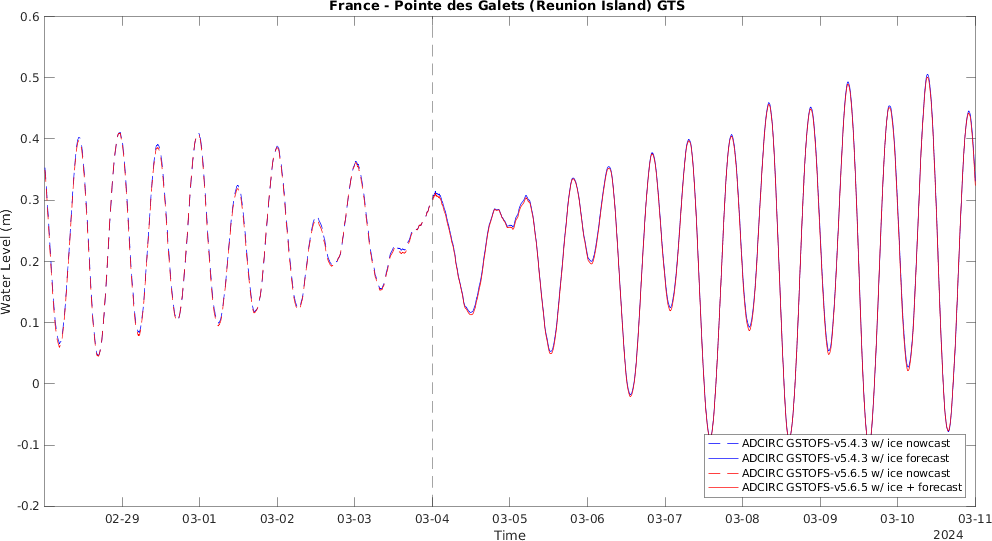 France - Pointe des Galets (Reunion Island) GTS
0.6
0.5
0.4
0.3
0.2
0.1
0
-0.1
-0.2
Water Level (m)
ADCIRC GSTOFS-v5.4.3 w/ ice nowcast
ADCIRC GSTOFS-v5.4.3 w/ ice forecast
ADCIRC GSTOFS-v5.6.5 w/ ice nowcast
ADCIRC GSTOFS-v5.6.5 w/ ice + forecast
02-29 03-01 03-02 03-03 03-04 03-05 03-06 03-07 03-08 03-09 03-10 03-11
Time
2024